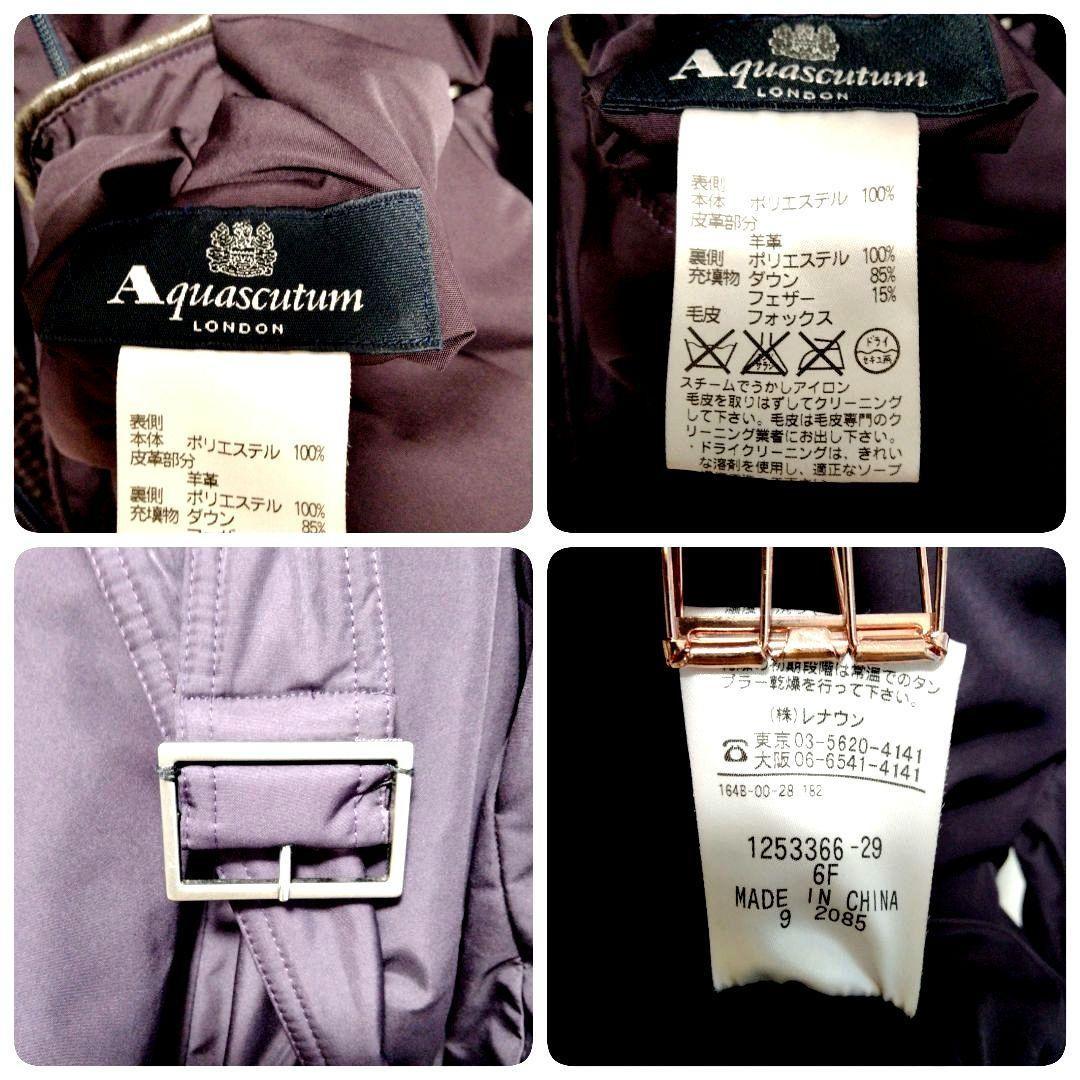 Aquascutum
LONDON
表側
本体 ポリエステル 100%
皮革部分
羊革
裏側 ポリエステル 100%
充填物 ダウン 85%
Aquascutum
LONDON
表側
本体 ポリエステル 100%
皮革部分
羊革
裏側 ポリエステル 100%
充填物 ダウン 85%
フェザー 15%
毛皮 フォックス
ドライ
セキユ系
スチームでうかしアイロン
毛皮を取りはずしてクリーニング
して下さい。毛皮は毛皮専門のク
リーニング業者にお出し下さい。
・ドライクリーニングは、きれい
な溶剤を使用し、適正なソープ
初期段階は常温でのタン
ブラー乾燥を行って下さい。
(株)レナウン
東京 03-5620-4141
大阪 06-6541-4141
164B-00-28 182
1253366-29
6F
MADE IN CHINA
9 2085